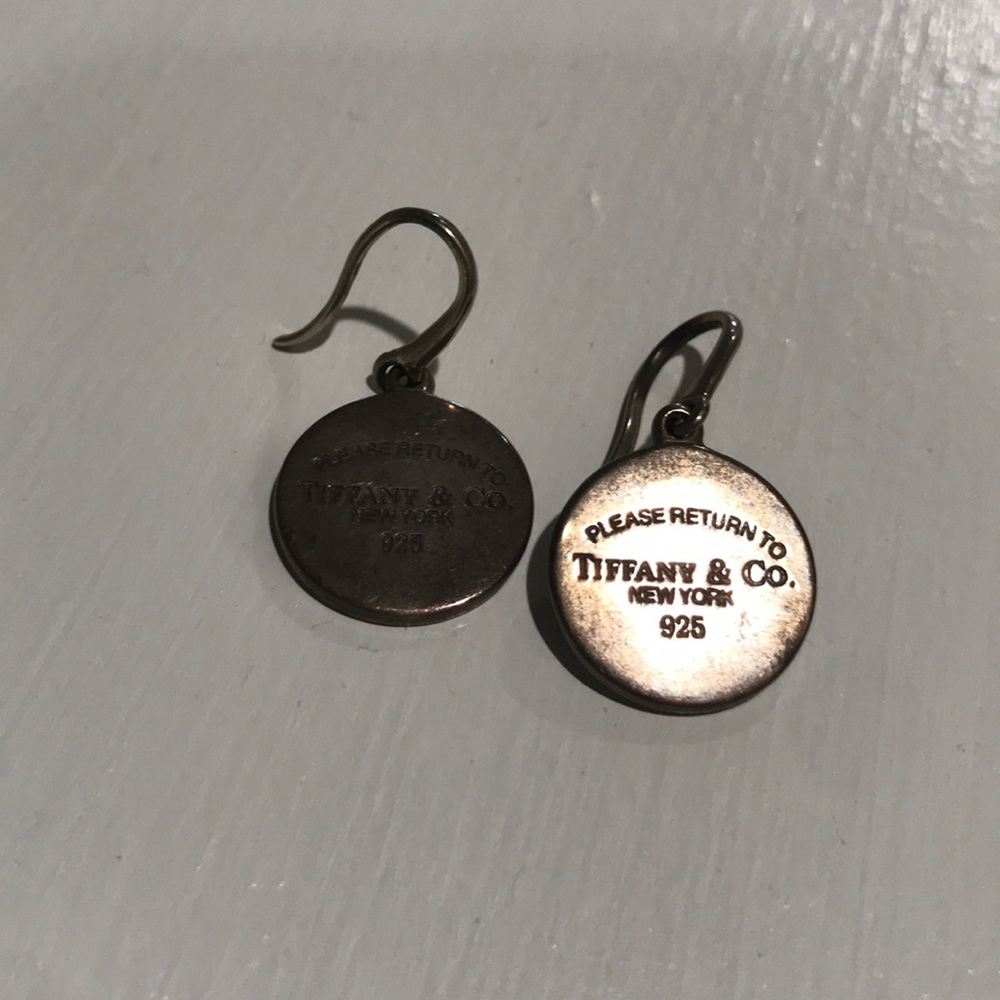 PLEASE RETURN TO
TIFFANY & CO.
NEW YORK
925
PLEASE RETURN TO
TIFFANY & CO.
NEW YORK
925